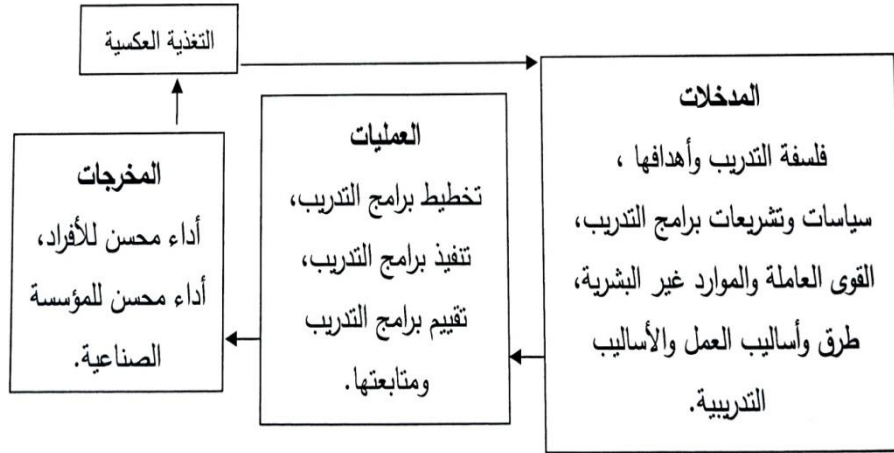 التغذية العكسية
المدخلات
فلسفة التدريب وأهدافها ،
سياسات وتشريعات برامج التدريب،
القوى العاملة والموارد غير البشرية،
طرق وأساليب العمل والأساليب
التدريبية.
العمليات
تخطيط برامج التدريب،
تنفيذ برامج التدريب،
تقييم برامج التدريب
ومتابعتها.
المخرجات
أداء محسن للأفراد،
أداء محسن للمؤسسة
الصناعية.